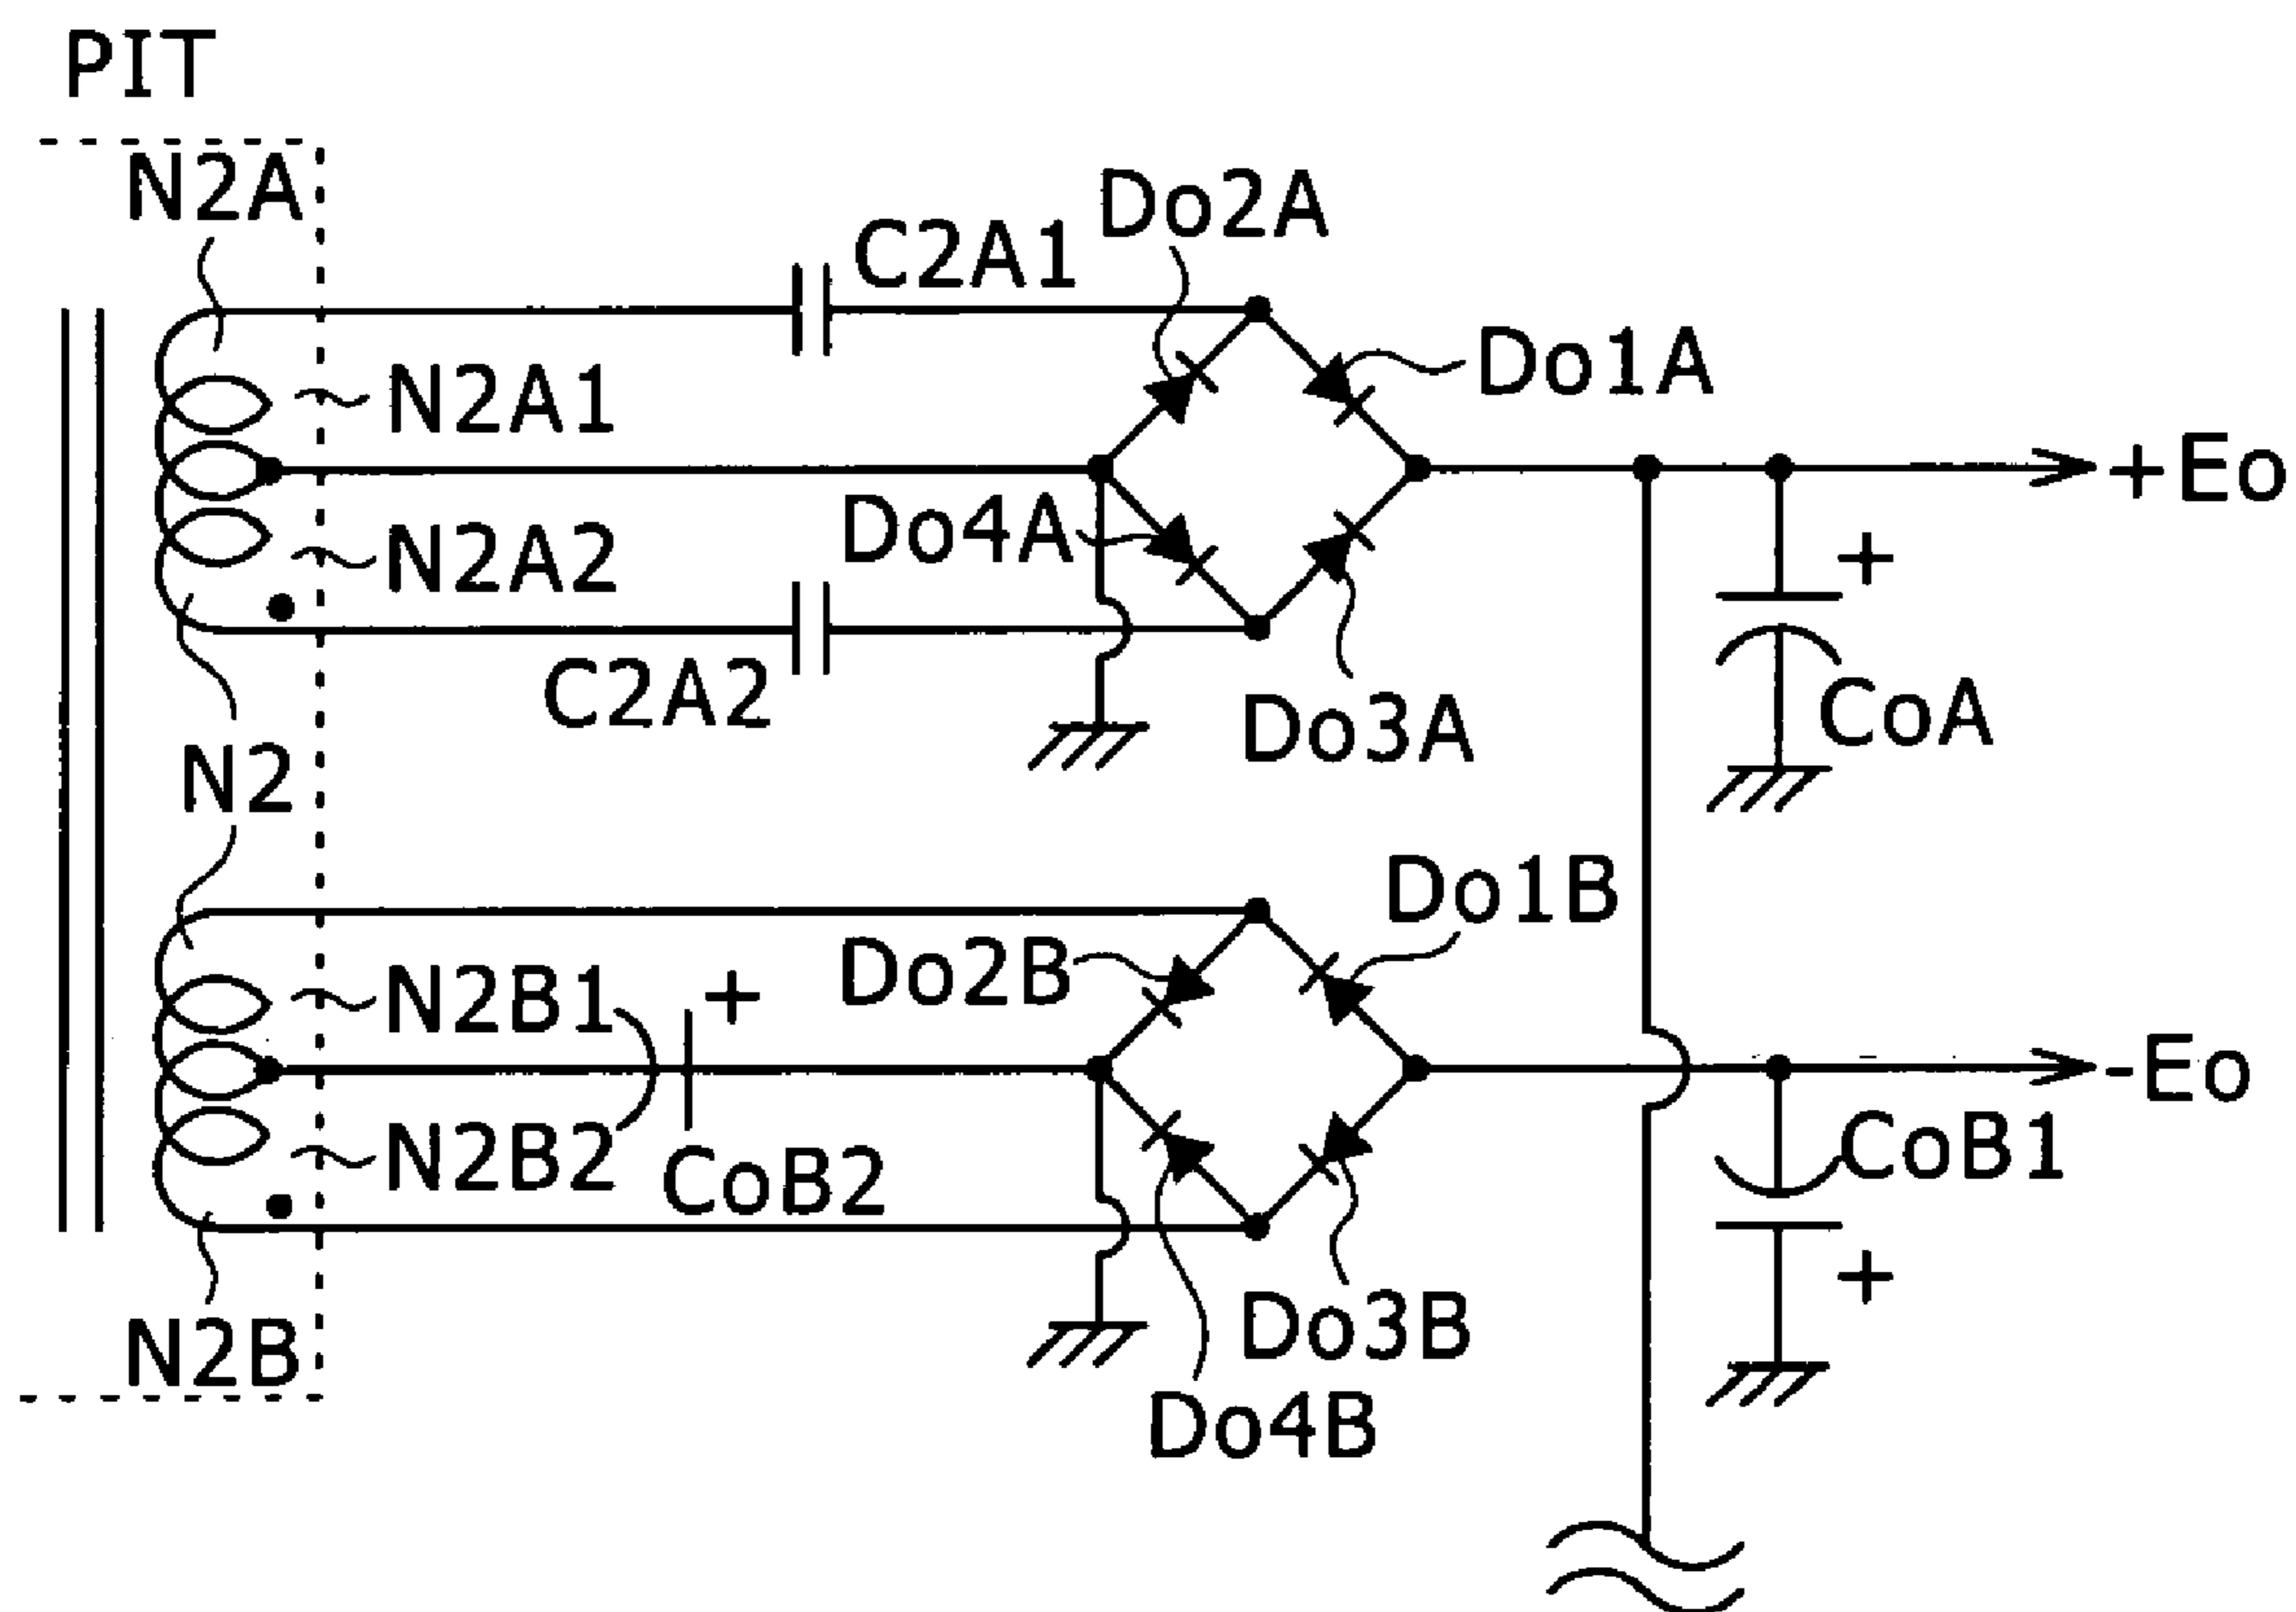 PIT
N2A
Do2A
C2A1
Do1A
N2A1
+Eo
Do4A
N2A2
+
C2A2
Do3A
CoA
N2
Do1B
Do2B
N2B1
+
-Eo
N2B2
CoB2
CoB1
+
Do3B
N2B
Do4B